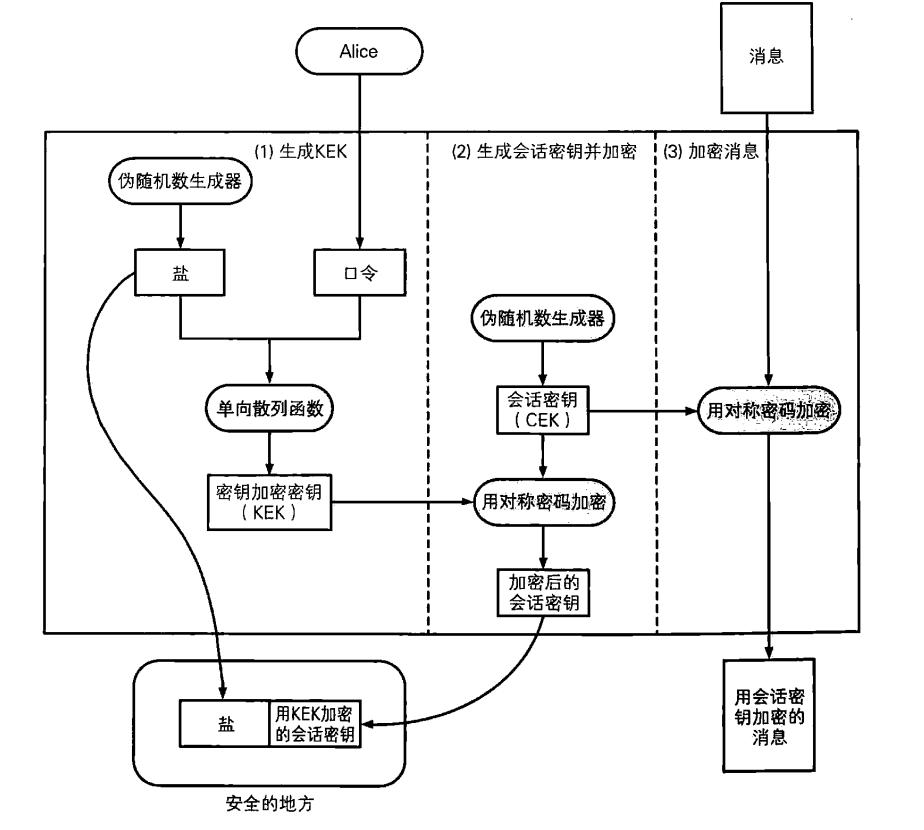 Alice
消息
(1) 生成KEK
(2) 生成会话密钥并加密
(3) 加密消息
伪随机数生成器
盐
口令
伪随机数生成器
单向散列函数
会话密钥
(CEK)
用对称密码加密
密钥加密密钥
(KEK)
用对称密码加密
加密后的
会话密钥
盐
用KEK加密
的会话密钥
用会话密
钥加密的
消息
安全的地方